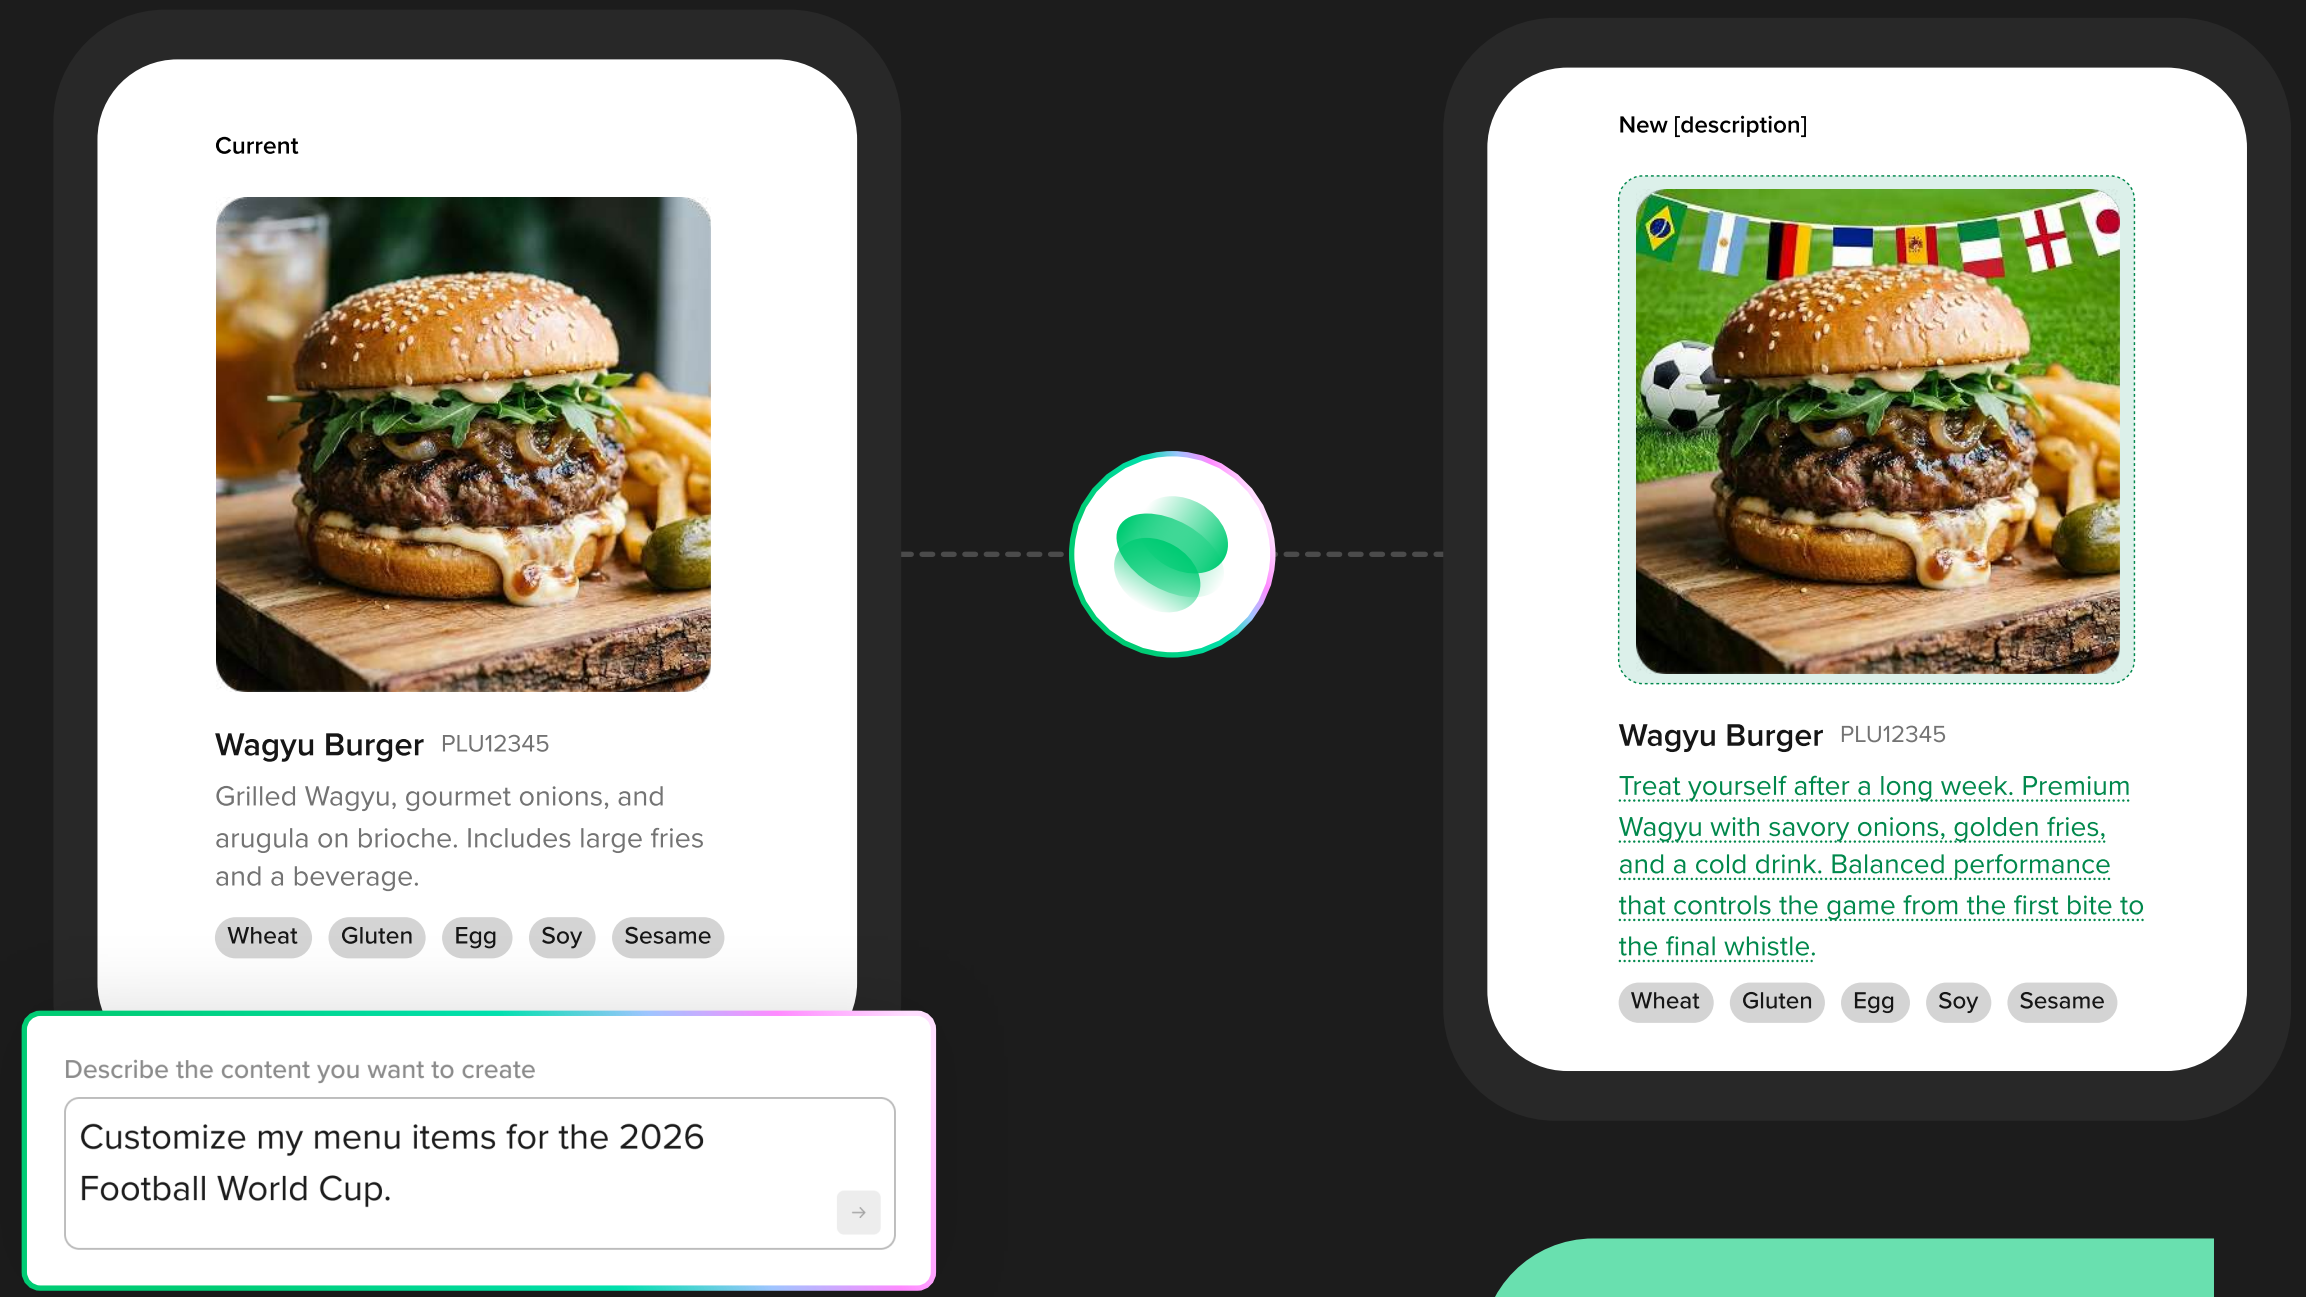 Current
Wagyu Burger PLU12345
Grilled Wagyu, gourmet onions, and
arugula on brioche. Includes large fries
and a beverage.
Wheat Gluten Egg Soy Sesame
Describe the content you want to create
Customize my menu items for the 2026
Football World Cup.
New [description]
Wagyu Burger PLU12345
Treat yourself after a long week. Premium
Wagyu with savory onions, golden fries,
and a cold drink. Balanced performance
that controls the game from the first bite to
the final whistle.
Wheat Gluten Egg Soy Sesame